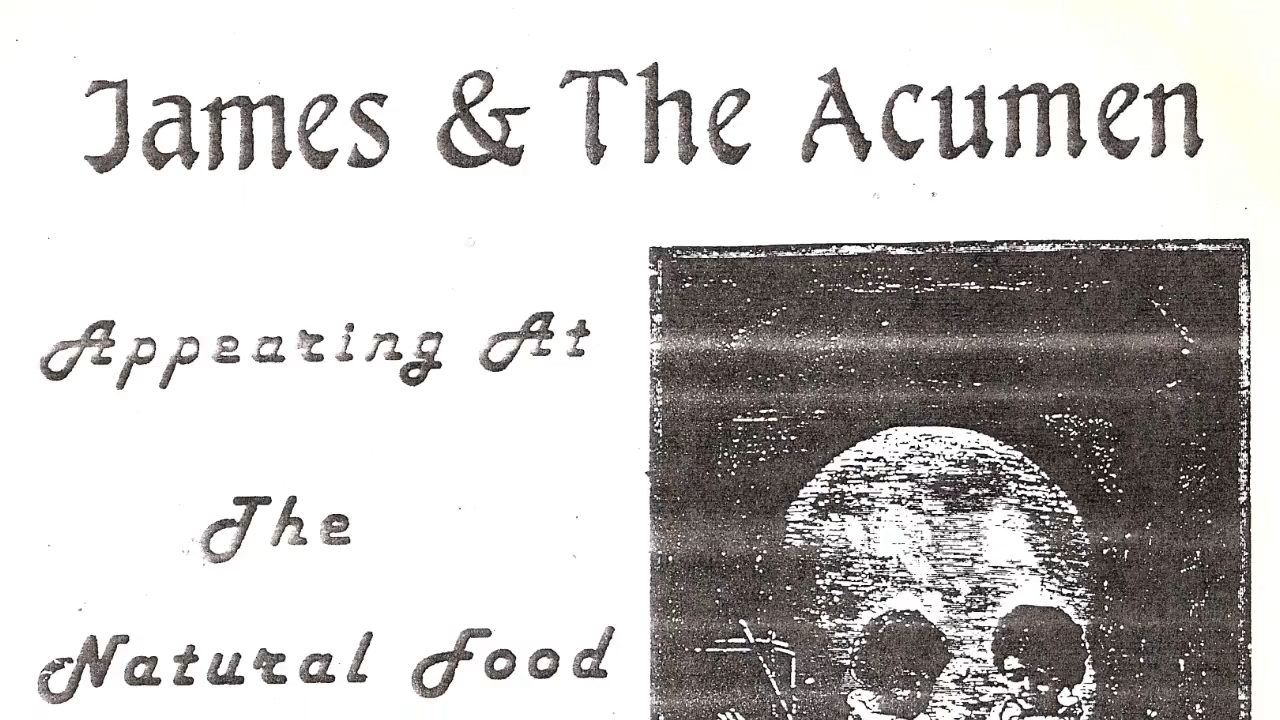 James & The Acumen
Appearing At
The
Natural Food